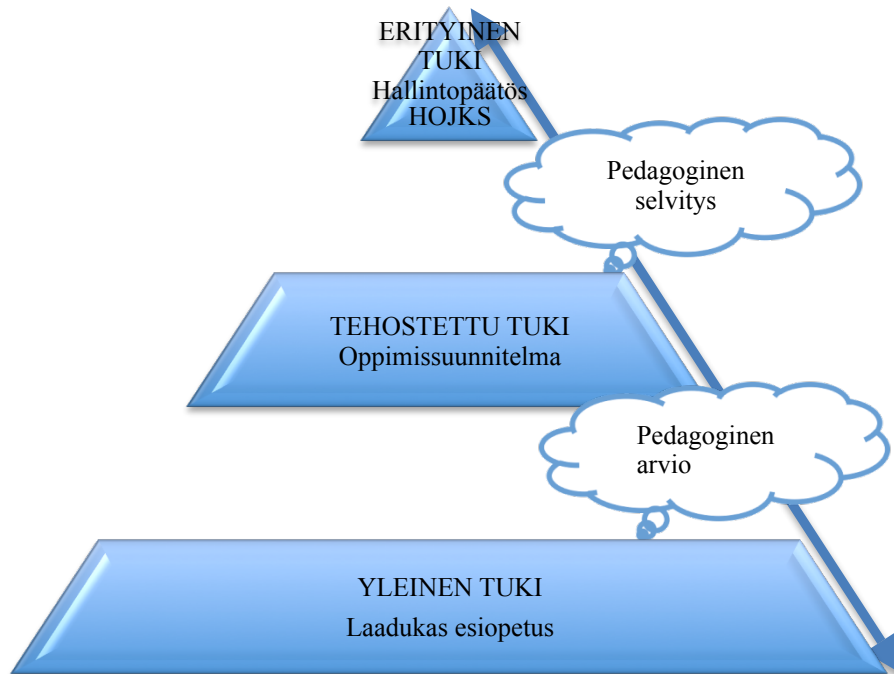 ERITYINEN
TUKI
Hallintopäätös
HOJKS
Pedagoginen
selvitys
TEHOSTETTU TUKI
Oppimissuunnitelma
Pedagoginen
arvio
YLEINEN TUKI
Laadukas esiopetus